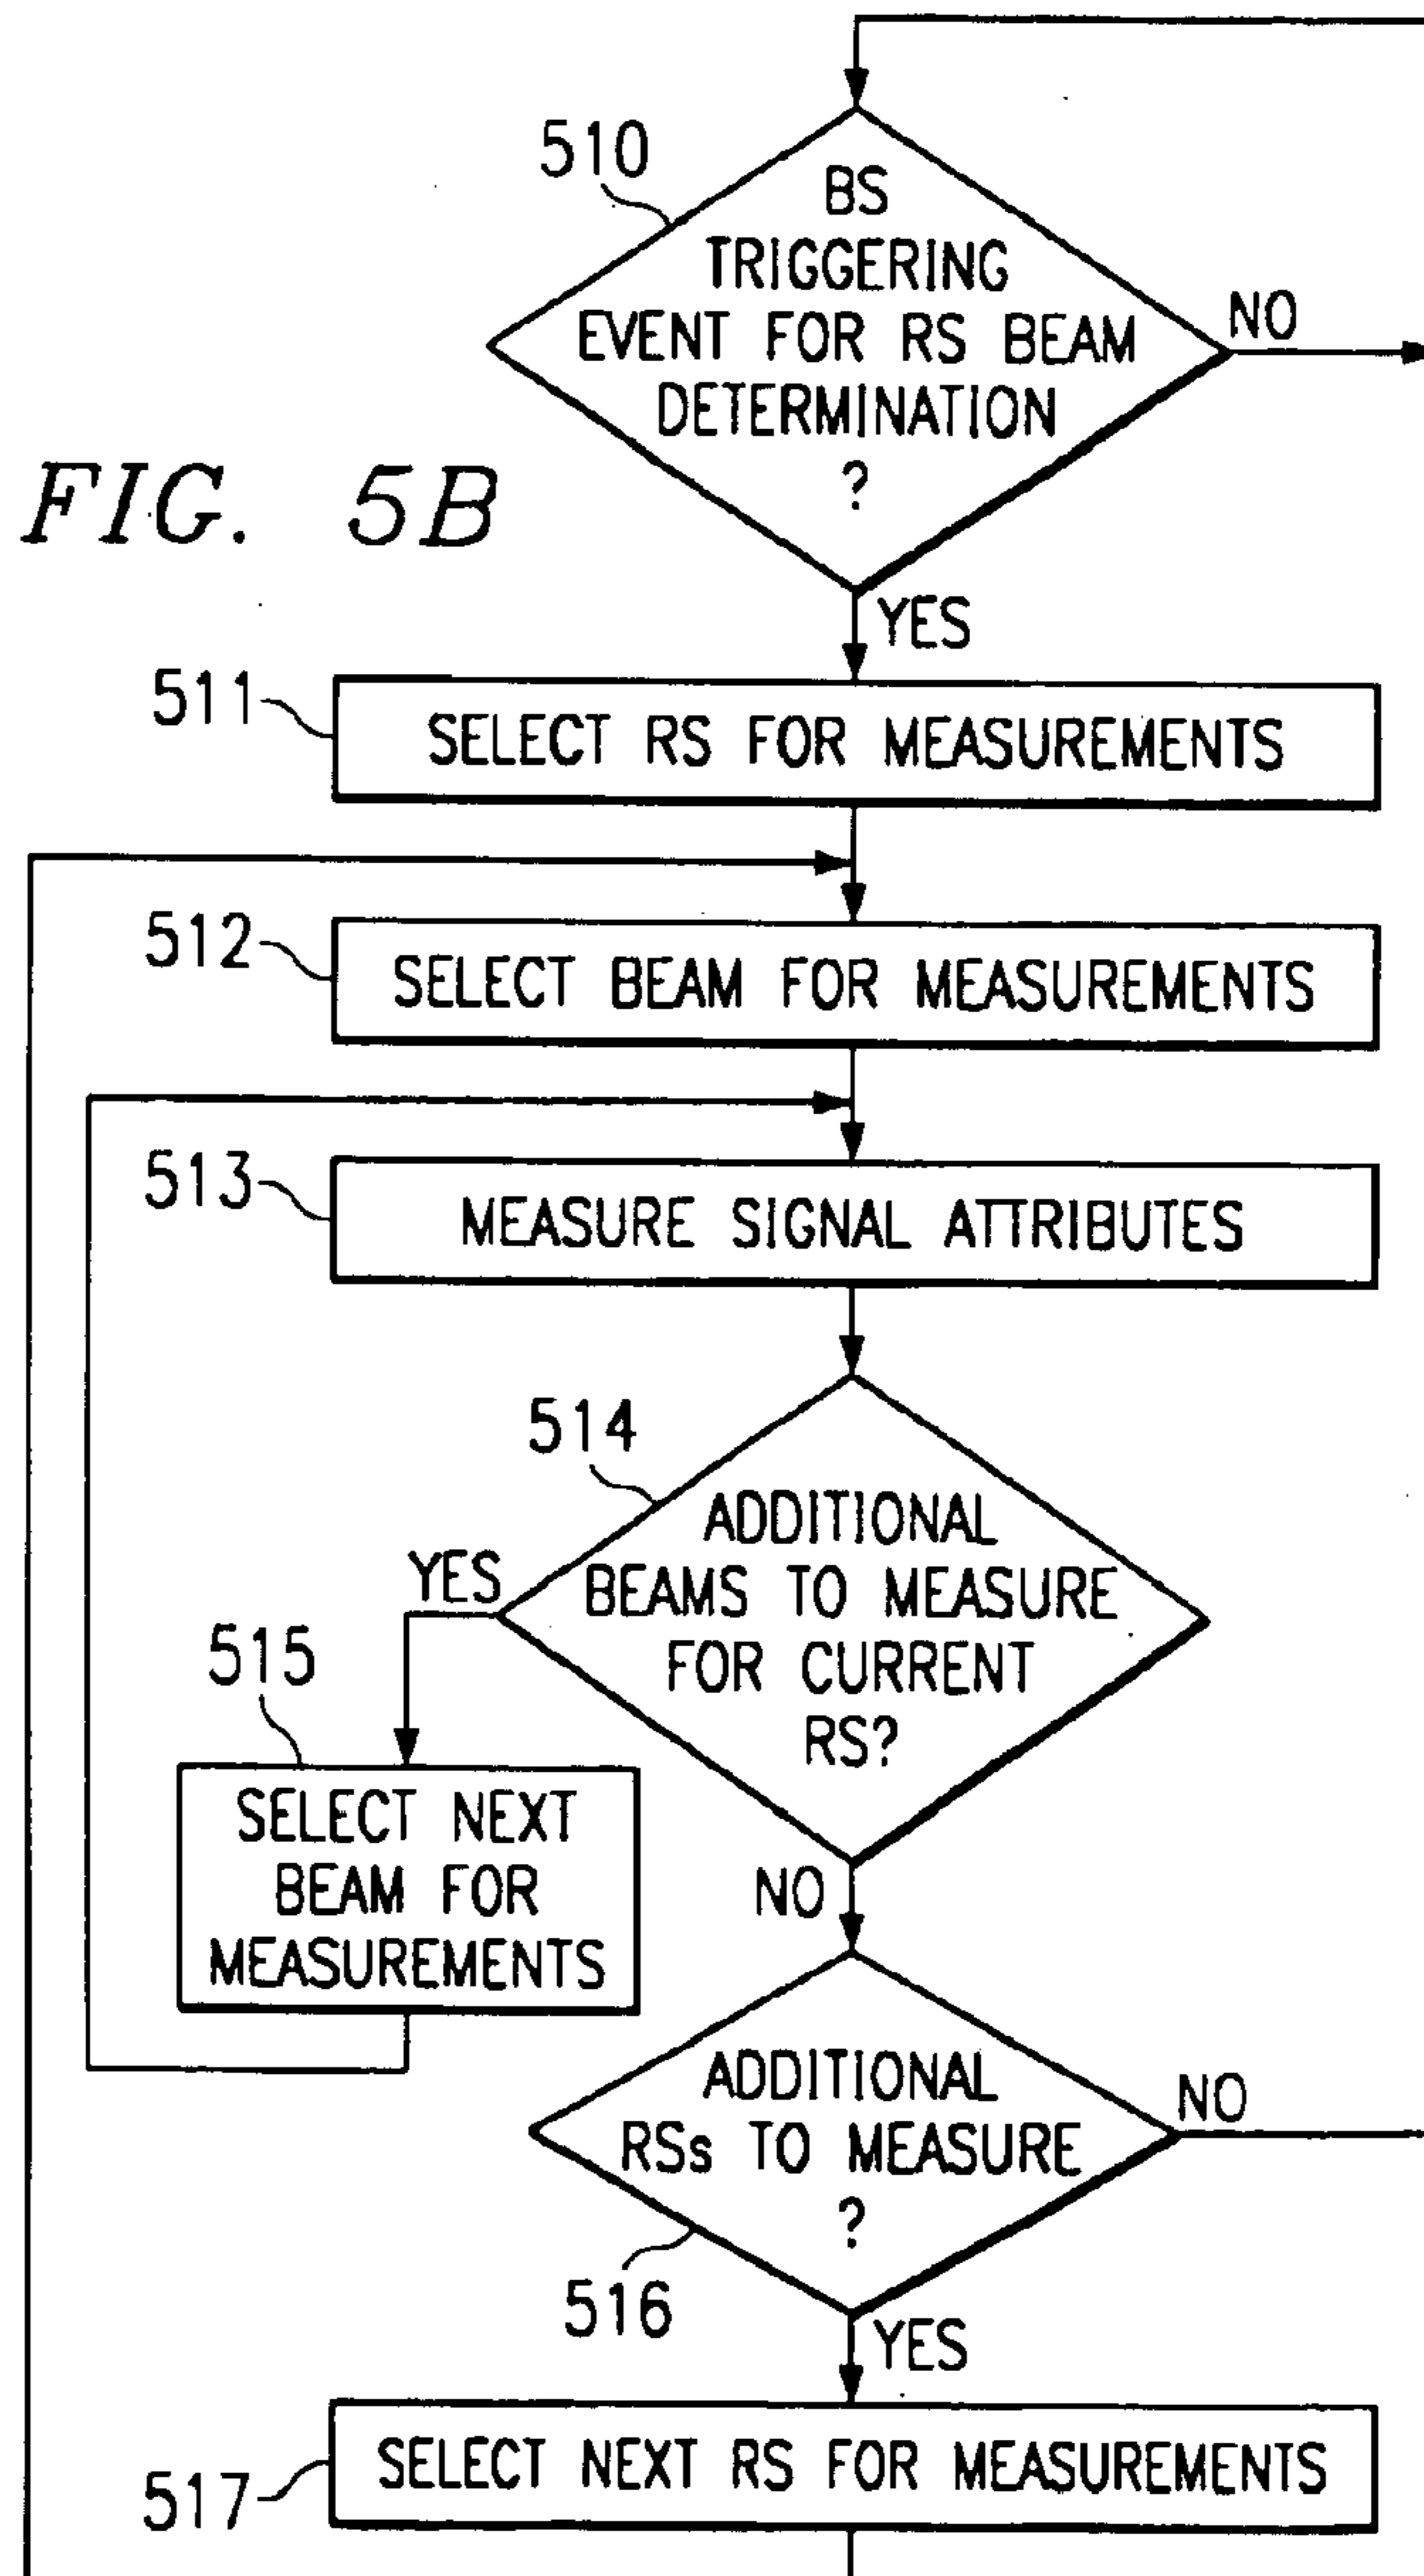 510
BS
TRIGGERING
EVENT FOR RS BEAM
DETERMINATION
?
NO
FIG. 5B
YES
511
SELECT RS FOR MEASUREMENTS
512
SELECT BEAM FOR MEASUREMENTS
513
MEASURE SIGNAL ATTRIBUTES
514
ADDITIONAL
BEAMS TO MEASURE
FOR CURRENT
RS?
YES
515
SELECT NEXT
BEAM FOR
MEASUREMENTS
NO
ADDITIONAL
RSs TO MEASURE
?
NO
516
YES
517
SELECT NEXT RS FOR MEASUREMENTS